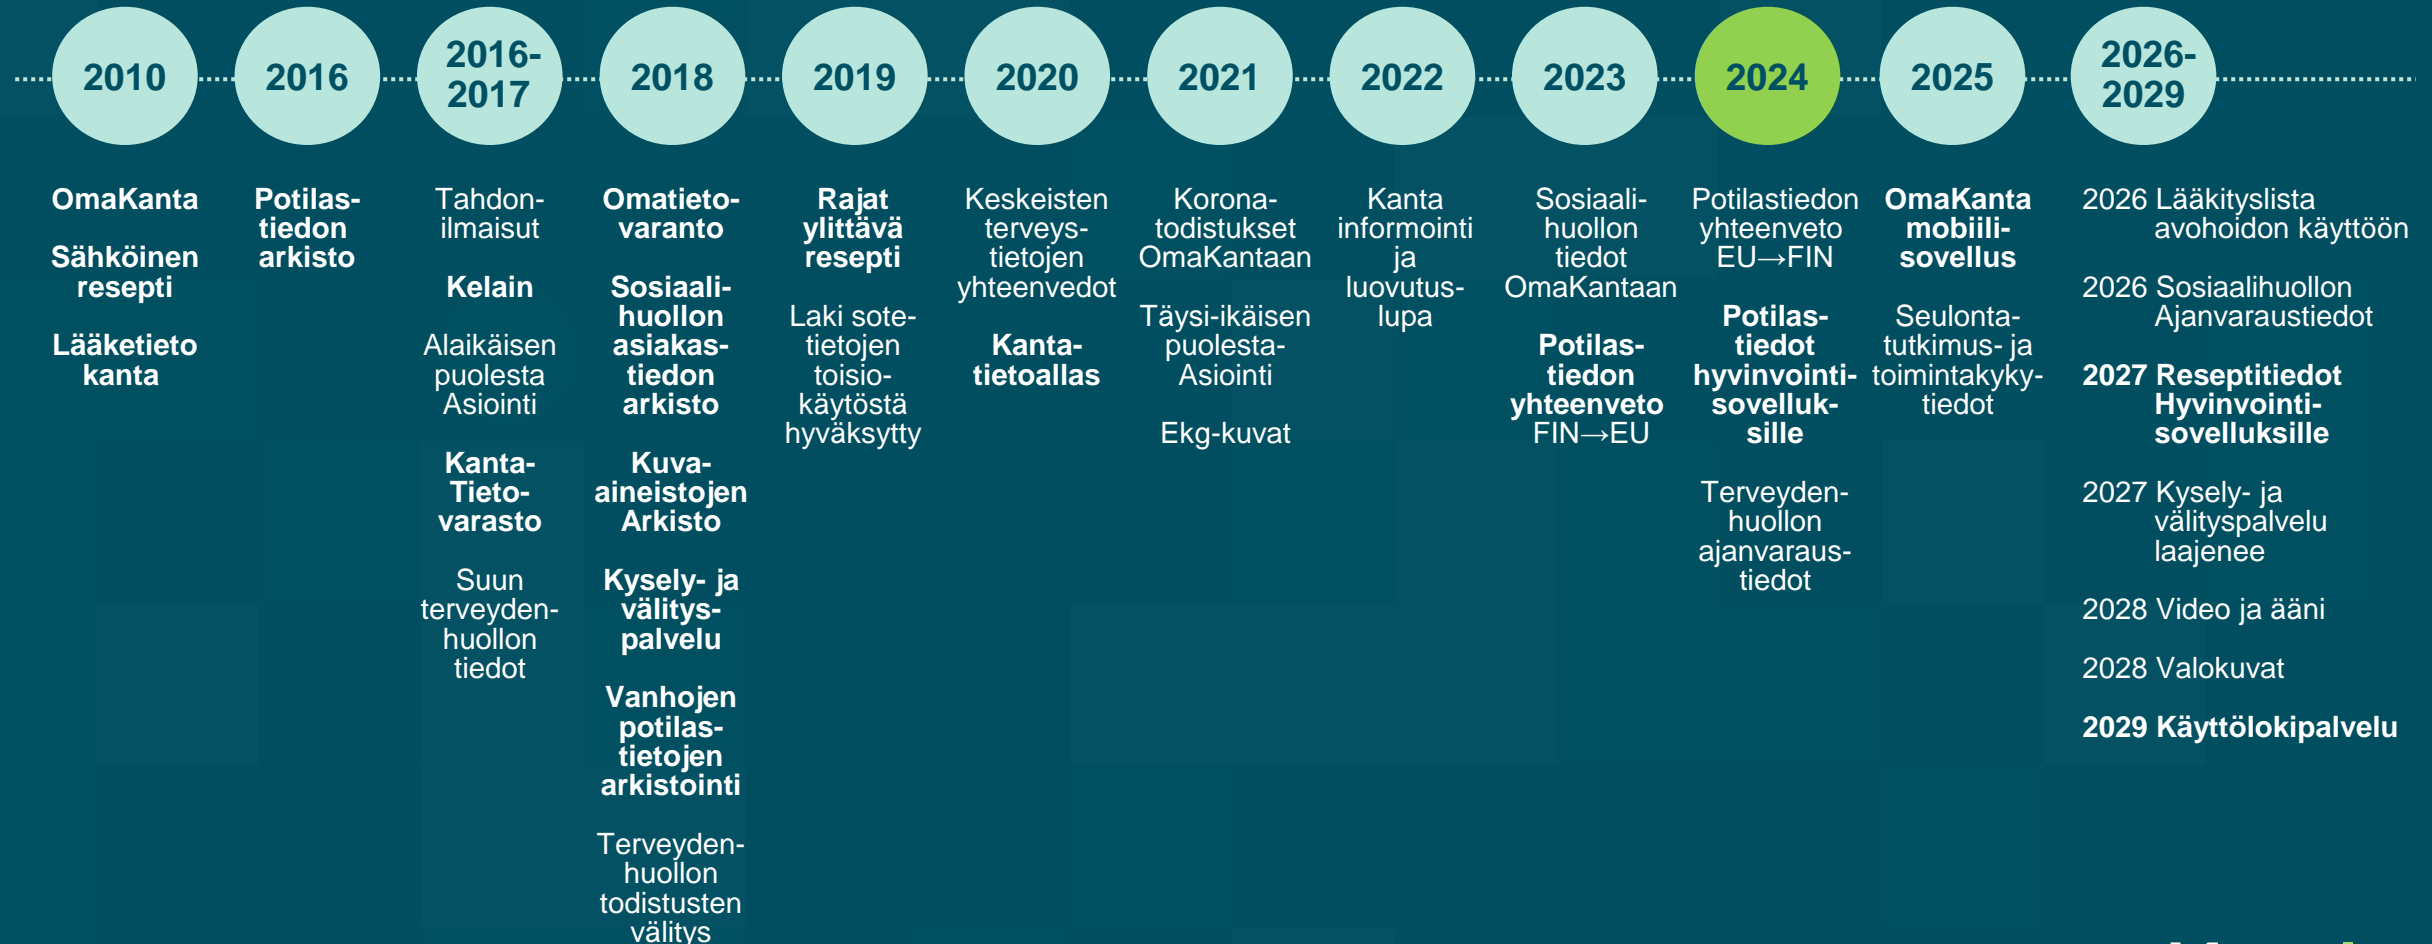 2010
2016
2016-
2017
2018
2019
2020
2021
2022
2023
2024
2025
2026-
2029
OmaKanta
Sähköinen
resepti
Lääketieto
kanta
Potilas-
tiedon
arkisto
Tahdon-
ilmaisut
Kelain
Alaikäisen
puolesta
Asiointi
Kanta-
Tieto-
varasto
Suun
terveyden-
huollon
tiedot
Omatieto-
varanto
Sosiaali-
huollon
asiakas-
tiedon
arkisto
Kuva-
aineistojen
Arkisto
Kysely- ja
välitys-
palvelu
Vanhojen
potilas-
tietojen
arkistointi
Terveyden-
huollon
todistusten
välitys
Rajat
ylittävä
resepti
Laki sote-
tietojen
toisio-
käytöstä
hyväksytty
Keskeisten
terveys-
tietojen
yhteenvedot
Kanta-
tietoallas
Korona-
todistukset
OmaKantaan
Täysi-ikäisen
puolesta-
Asiointi
Ekg-kuvat
Kanta
informointi
ja
luovutus-
lupa
Sosiaali-
huollon
tiedot
OmaKantaan
Potilas-
tiedon
yhteenveto
FIN→EU
Potilastiedon
yhteenveto
EU→FIN
Potilas-
tiedot
hyvinvointi-
sovelluk-
sille
Terveyden-
huollon
ajanvaraus-
tiedot
OmaKanta
mobiili-
sovellus
Seulonta-
tutkimus- ja
toimintakyky-
tiedot
2026 Lääkityslista
avohoidon käyttöön
2026 Sosiaalihuollon
Ajanvaraustiedot
2027 Reseptitiedot
Hyvinvointi-
sovelluksille
2027 Kysely- ja
välityspalvelu
laajenee
2028 Video ja ääni
2028 Valokuvat
2029 Käyttölokipalvelu